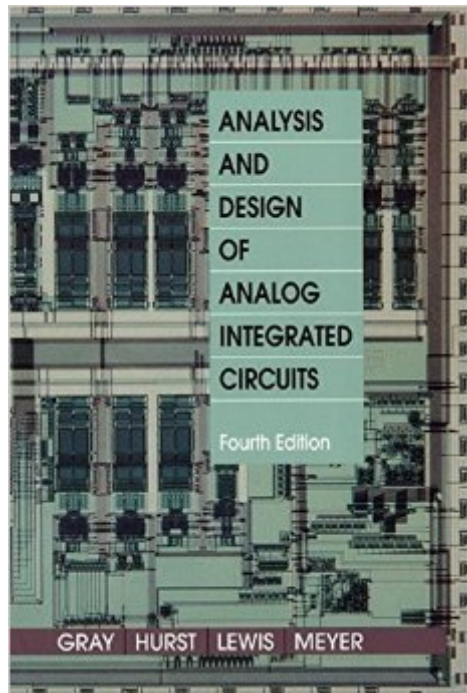 ANALYSIS
AND
DESIGN
OF
ANALOG
INTEGRATED
CIRCUITS
Fourth Edition
GRAY HURST LEWIS MEYER